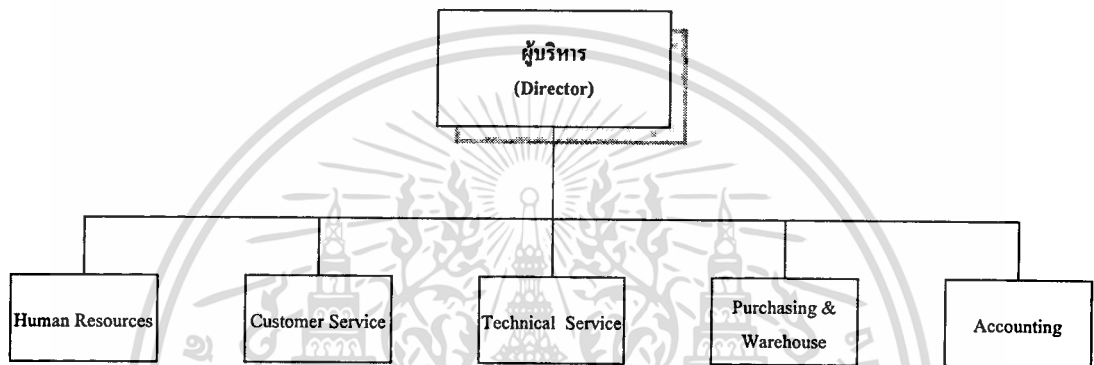 ผู้บริหาร
(Director)
Human Resources
Customer Service
Technical Service
Purchasing &
Warehouse
Accounting